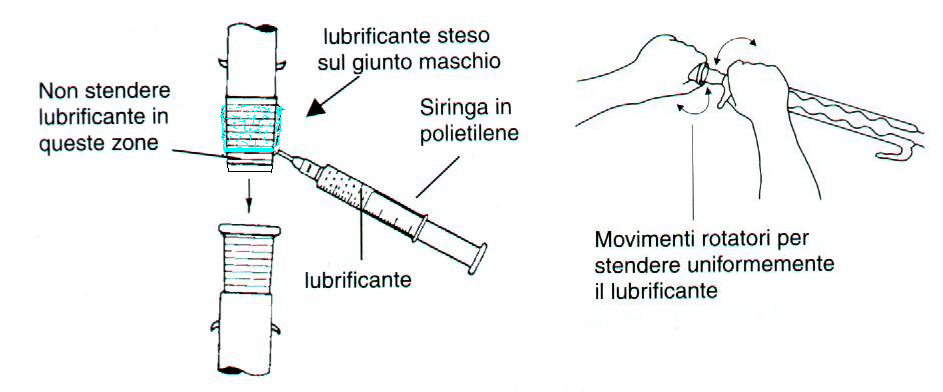 lubrificante steso
sul giunto maschio
Non stendere
lubrificante in
queste zone
Siringa in
polietilene
lubrificante
Movimenti rotatori per
stendere uniformemente
il lubrificante